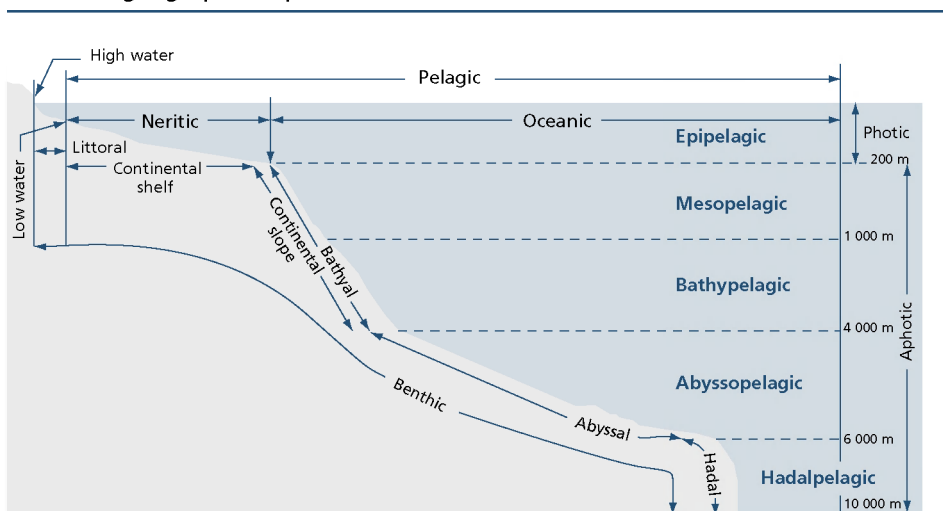 High water
Pelagic
Neritic
Oceanic
Epipelagic
Photic
200 m
Low water
Littoral
Continental
shelf
Mesopelagic
Continental
slope
Bathyal
1 000 m
Bathypelagic
4 000 m
Aphotic
Abyssopelagic
Benthic
Abyssal
6 000 m
Hadal
Hadalpelagic
10 000 m